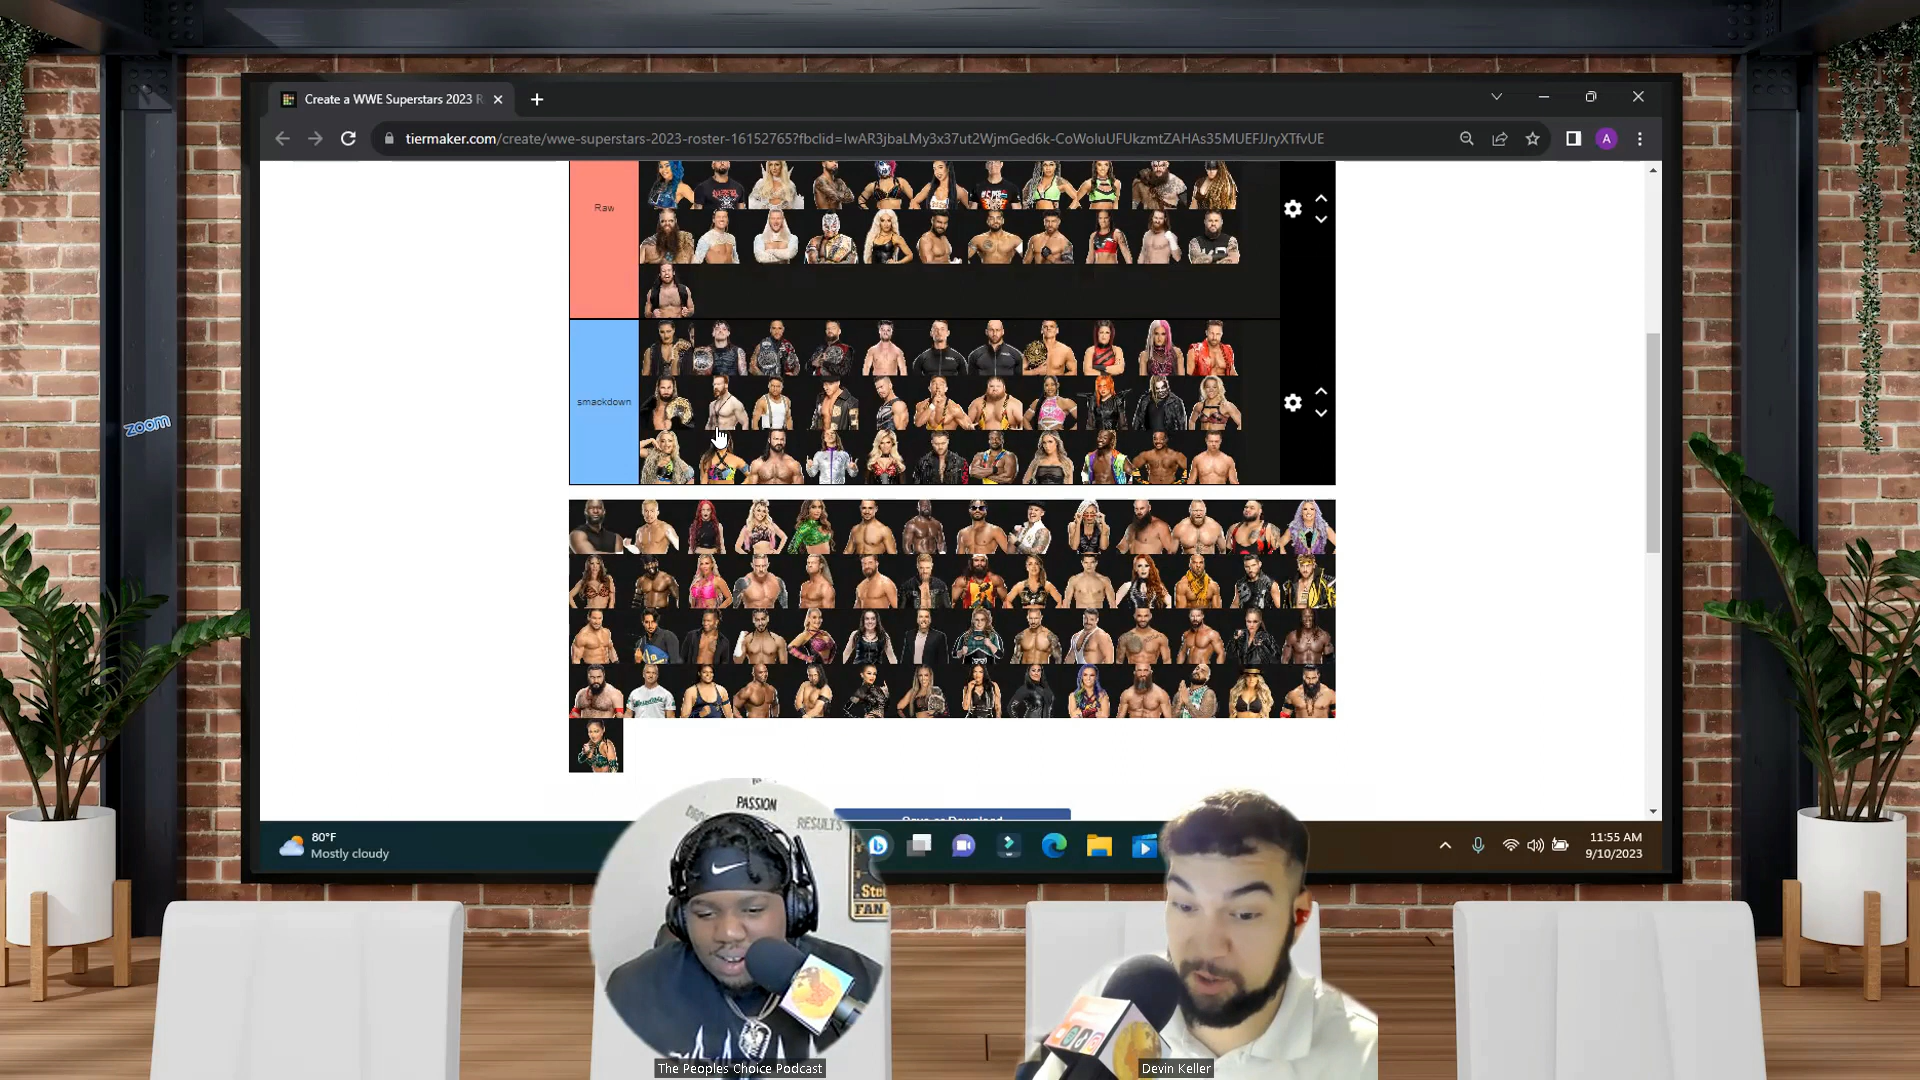 Create a WWE Superstars 2023 R
tiermaker.com/create/wwe-superstars-2023-roster-16152765?fbclid=IwAR3jbaLMy3x37ut2WjmGed6k-CoWoluUFUkzmtZAHAs35MUEFJJryXTfvUE
A
Raw
smackdown
zoom
80°F
Mostly cloudy
11:55 AM
9/10/2023
PASSION
RESULTS
FAN
The Peoples Choice Podcast
Devin Keller